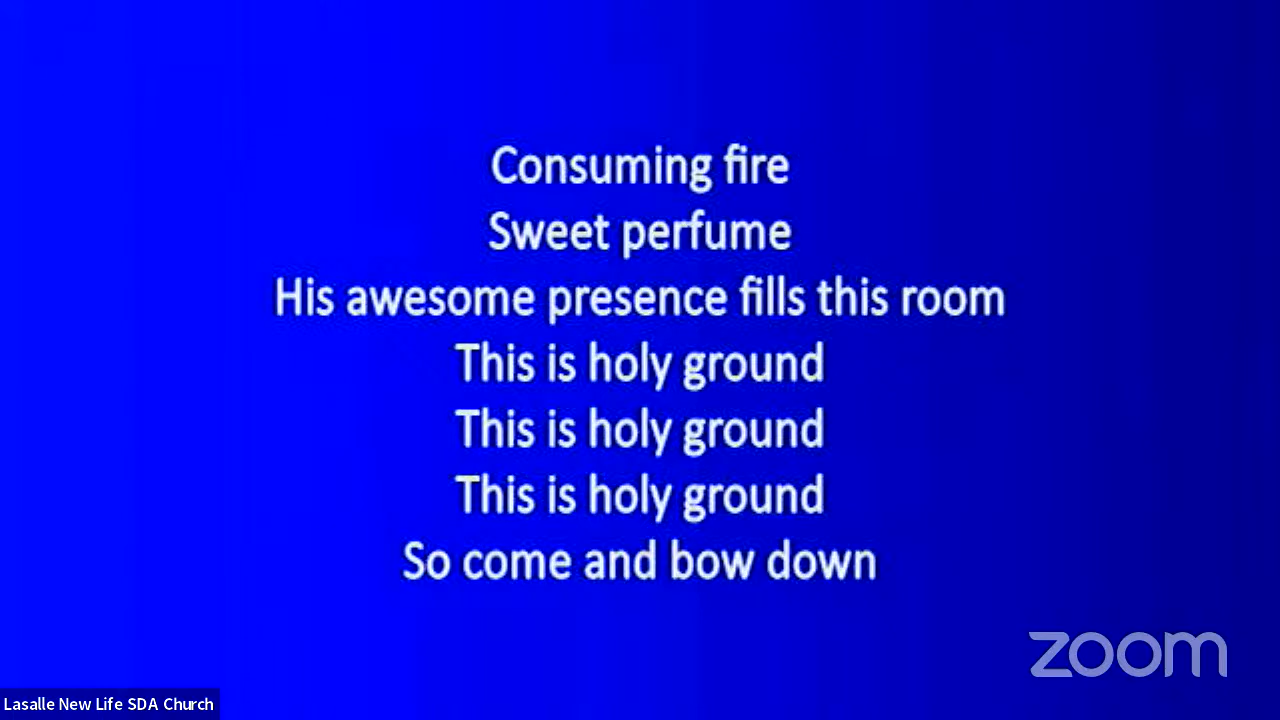 Consuming fire
Sweet perfume
His awesome presence fills this room
This is holy ground
This is holy ground
This is holy ground
So come and bow down
zoom
Lasalle New Life SDA Church